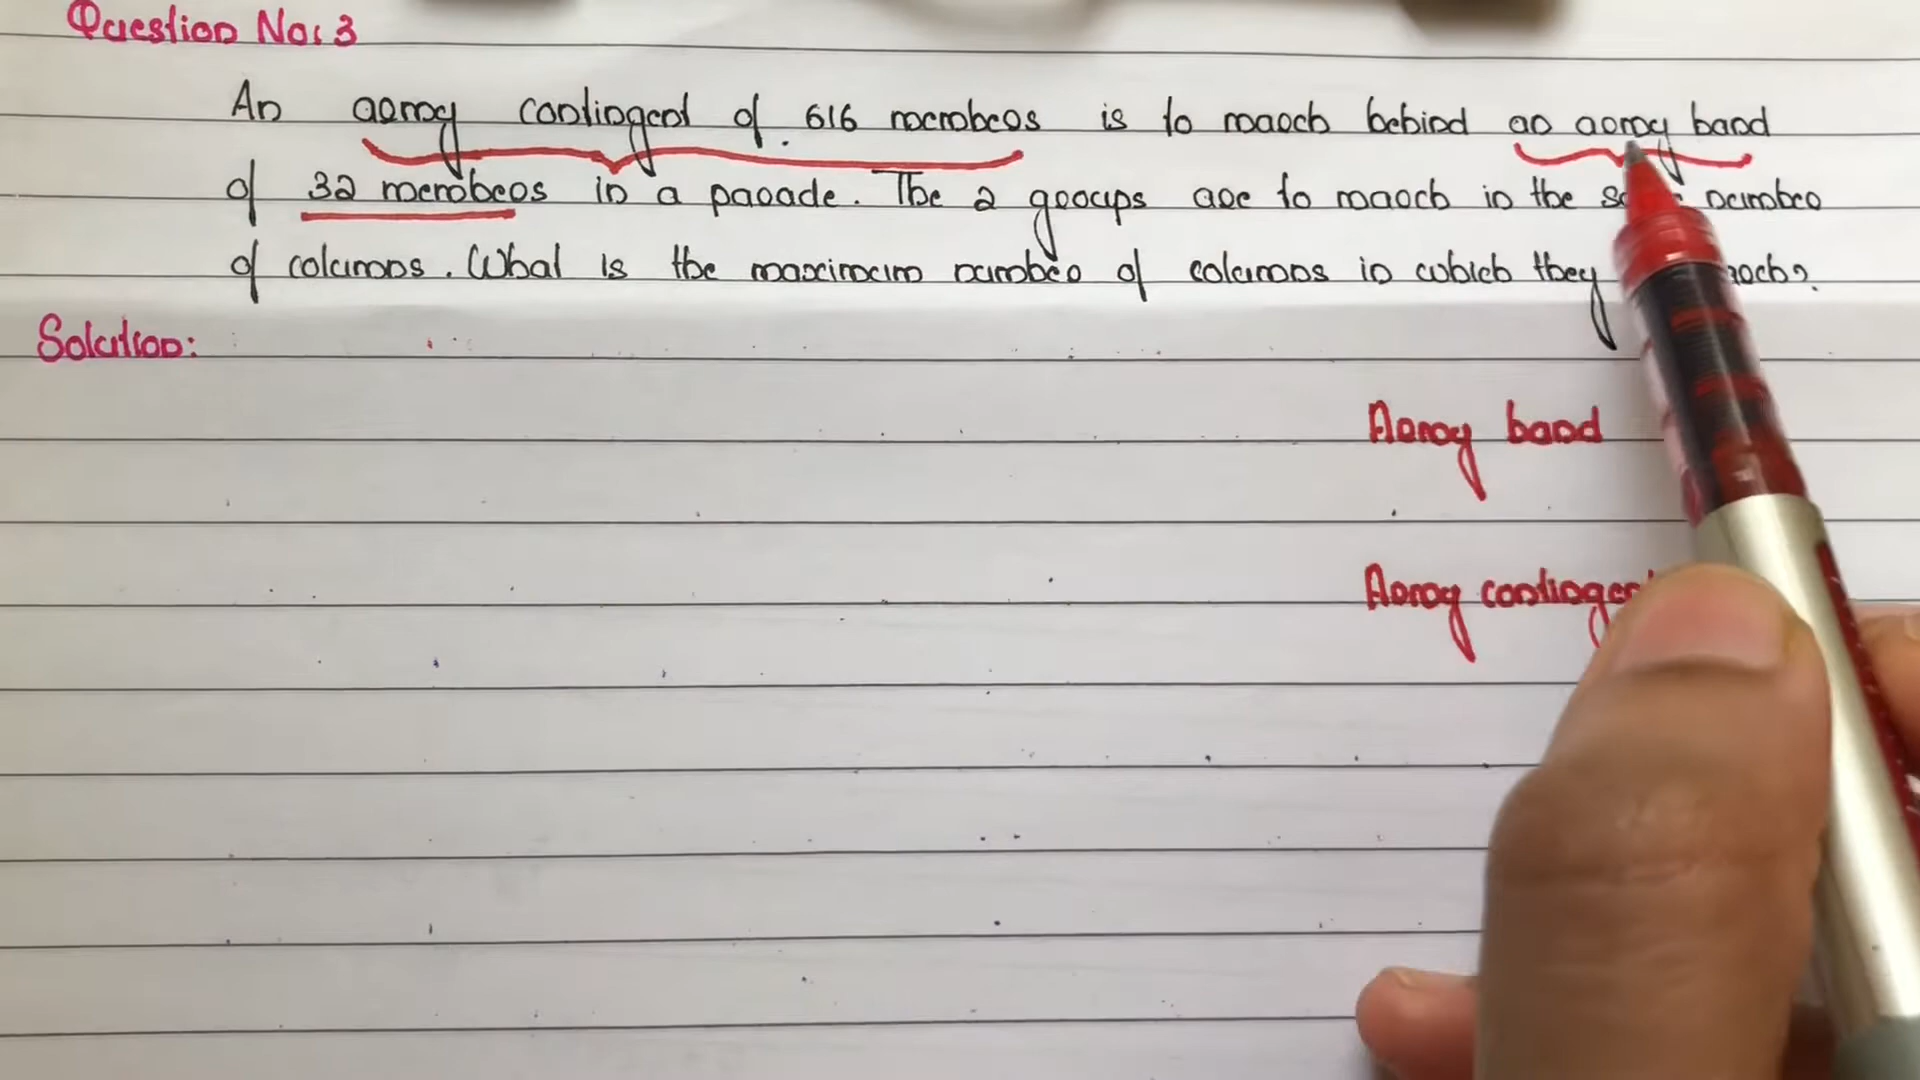 Question No: 3
An army contingent of 616 members is to march behind an army band
of 32 members in a parade. The 2 groups are to march in the number
of columns. What is the maximum number of columns in which they
Solution:
Army band
Army contingent